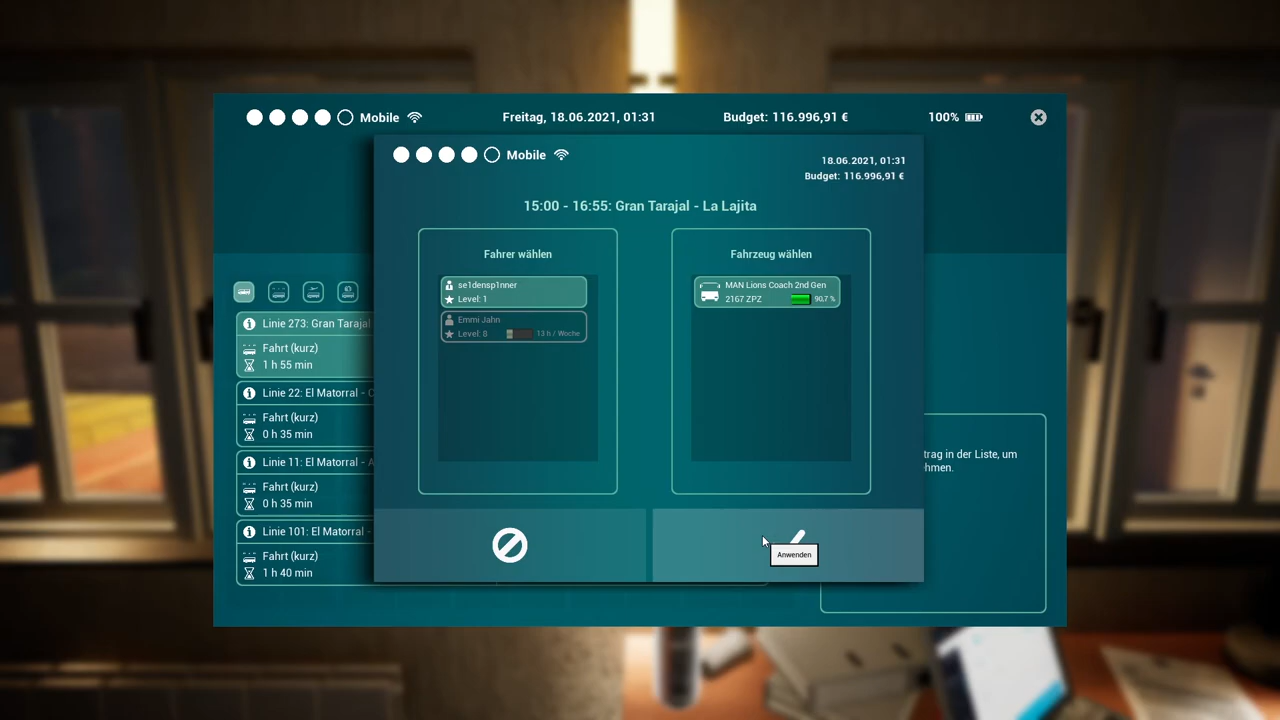 Mobile
Freitag, 18.06.2021, 01:31
Budget: 116.996,91 €
100%
Mobile
18.06.2021, 01:31
Budget: 116.996,91 €
15:00 - 16:55: Gran Tarajal - La Lajita
Fahrer wählen
se1densp1nner
Level: 1
Emmi Jahn
Level: 8
13 h / Woche
Fahrzeug wählen
MAN Lions Coach 2nd Gen
2167 ZPZ
90,7 %
Linie 273: Gran Tarajal
Fahrt (kurz)
1 h 55 min
Linie 22: El Matorral - C
Fahrt (kurz)
0 h 35 min
Linie 11: El Matorral - A
Fahrt (kurz)
0 h 35 min
Linie 101: El Matorral -
Fahrt (kurz)
1 h 40 min
trag in der Liste, um
ehmen.
Anwenden